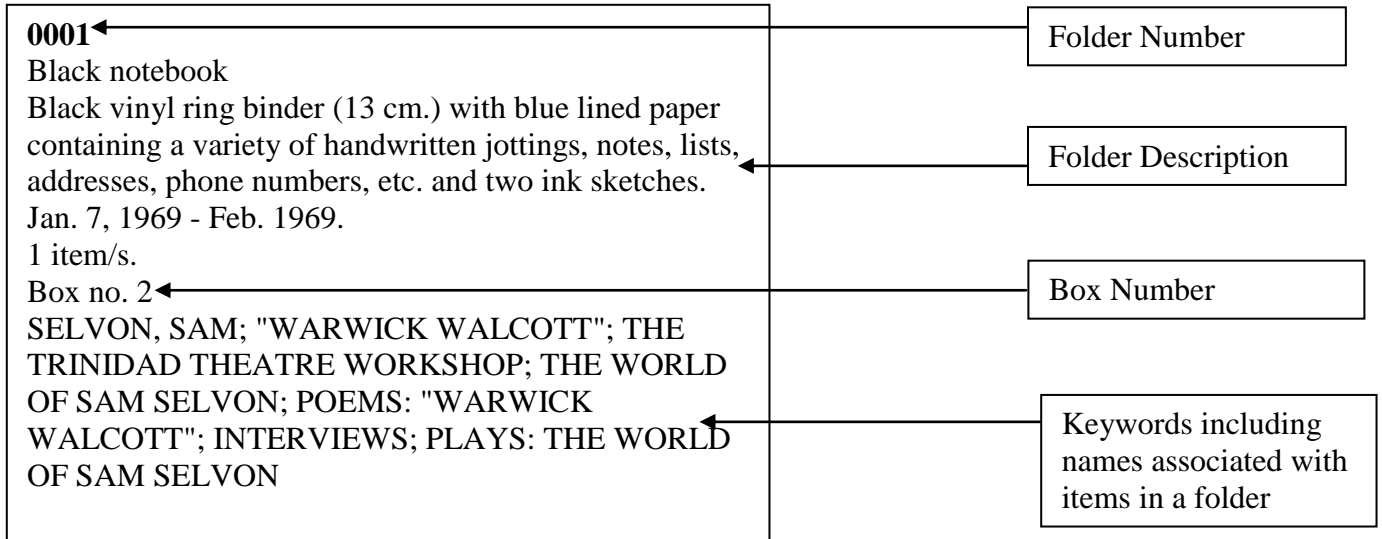 0001
Black notebook
Black vinyl ring binder (13 cm.) with blue lined paper
containing a variety of handwritten jottings, notes, lists,
addresses, phone numbers, etc. and two ink sketches.
Jan. 7, 1969 - Feb. 1969.
1 item/s.
Box no. 2
SELVON, SAM; "WARWICK WALCOTT"; THE
TRINIDAD THEATRE WORKSHOP; THE WORLD
OF SAM SELVON; POEMS: "WARWICK
WALCOTT"; INTERVIEWS; PLAYS: THE WORLD
OF SAM SELVON
Folder Number
Folder Description
Box Number
Keywords including
names associated with
items in a folder